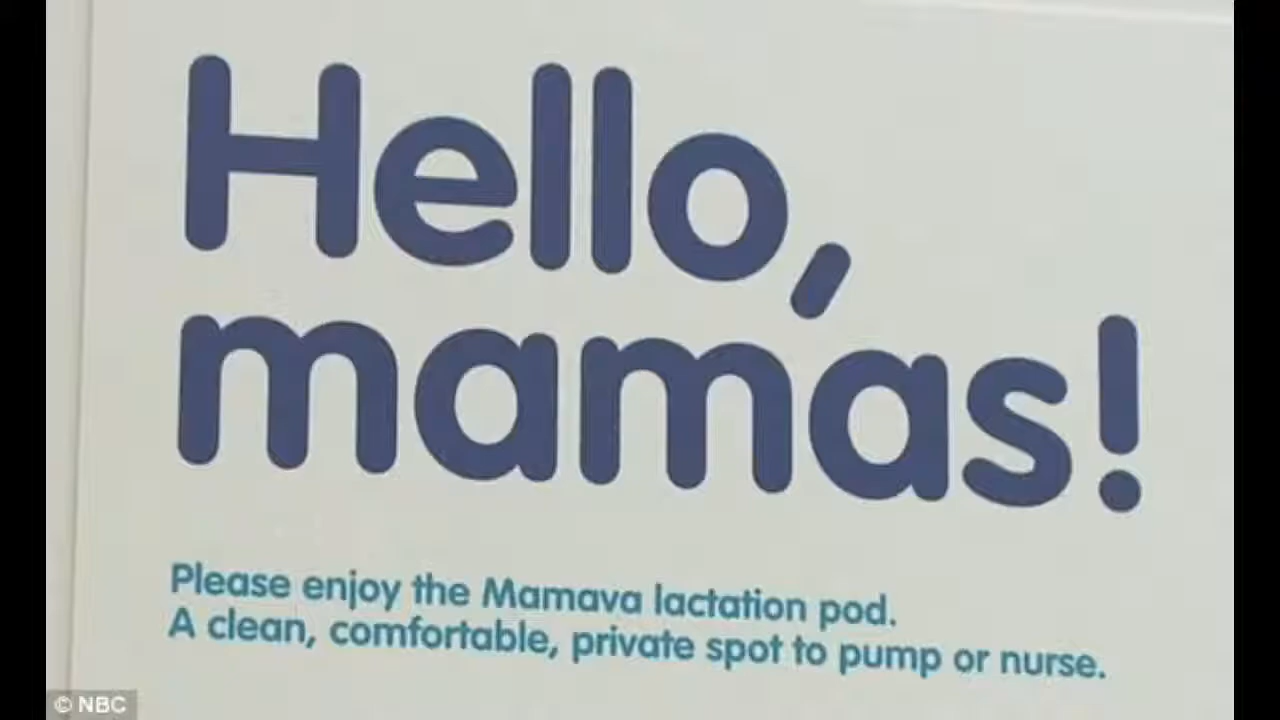 Hello,
mamas!
Please enjoy the Mamava lactation pod.
A clean, comfortable, private spot to pump or nurse.
© NBC